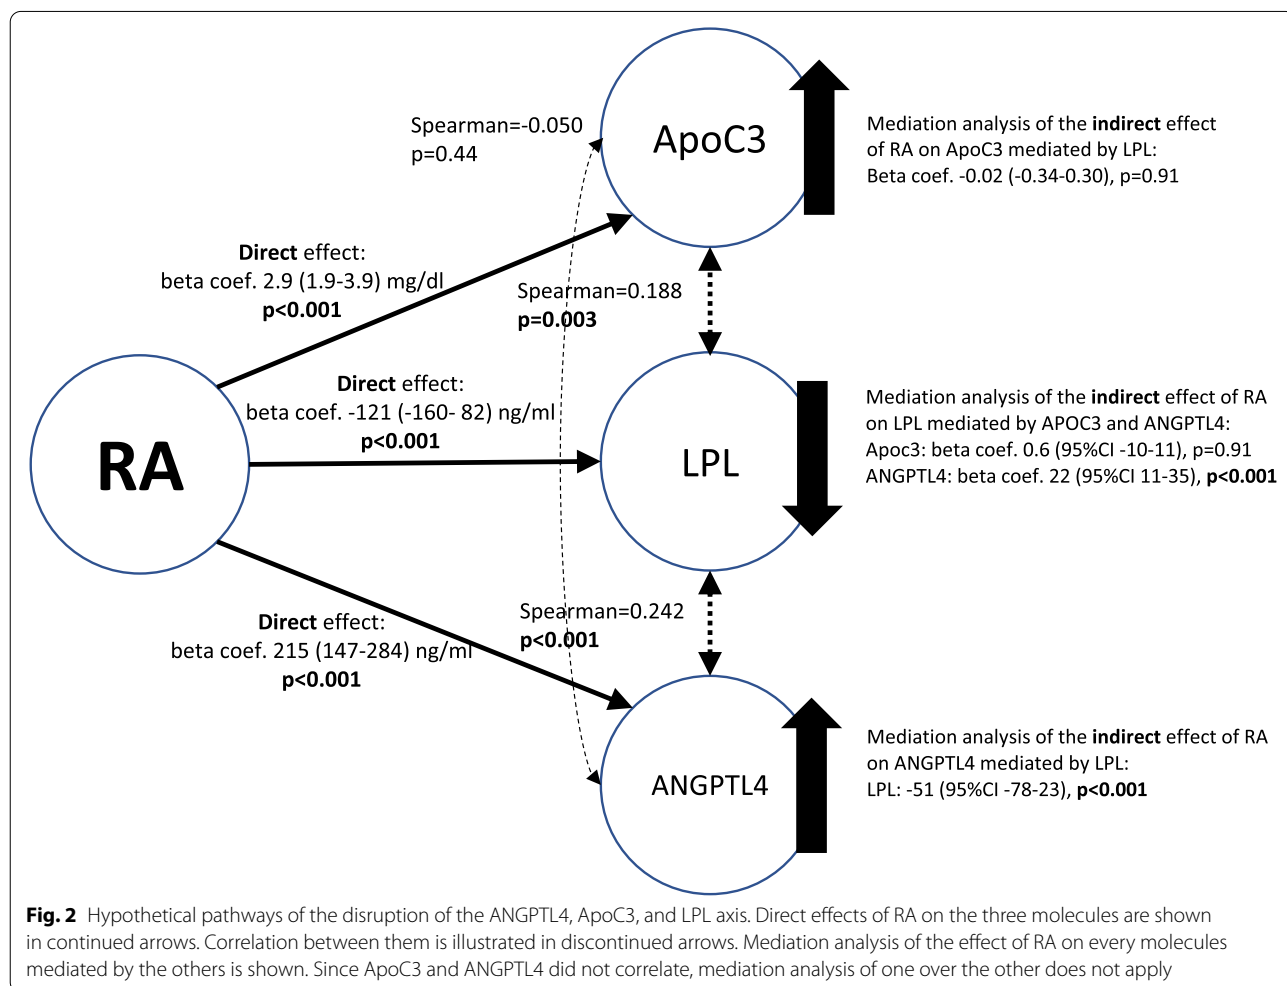 Spearman=-0.050
p=0.44
ApoC3
Mediation analysis of the indirect effect
of RA on ApoC3 mediated by LPL:
Beta coef. -0.02 (-0.34-0.30), p=0.91
Direct effect:
beta coef. 2.9 (1.9-3.9) mg/dl
p<0.001
Spearman=0.188
p=0.003
Direct effect:
beta coef. -121 (-160- 82) ng/ml
p<0.001
RA
LPL
Mediation analysis of the indirect effect of RA
on LPL mediated by APOC3 and ANGPTL4:
Apoc3: beta coef. 0.6 (95%CI -10-11), p=0.91
ANGPTL4: beta coef. 22 (95%CI 11-35), p<0.001
Direct effect:
beta coef. 215 (147-284) ng/ml
p<0.001
Spearman=0.242
p<0.001
ANGPTL4
Mediation analysis of the indirect effect of RA
on ANGPTL4 mediated by LPL:
LPL: -51 (95%CI -78-23), p<0.001
Fig. 2 Hypothetical pathways of the disruption of the ANGPTL4, ApoC3, and LPL axis. Direct effects of RA on the three molecules are shown
in continued arrows. Correlation between them is illustrated in discontinued arrows. Mediation analysis of the effect of RA on every molecules
mediated by the others is shown. Since ApoC3 and ANGPTL4 did not correlate, mediation analysis of one over the other does not apply